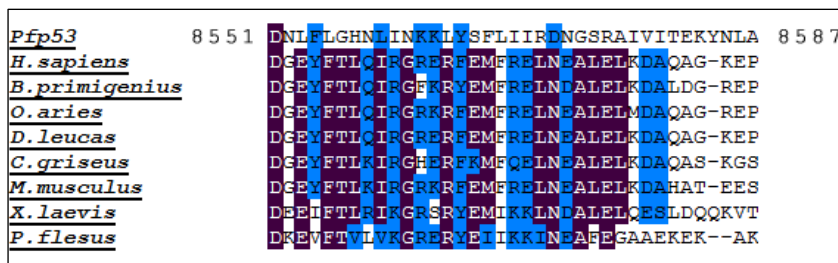 Pfp53 8551 DNLFLGHNLINKKLYSFLIIRDNGSRAIVITEKYNLA 8587
H.sapiens DGEYFTLQIRGRERFEMFRELNEALELKDAQAG-KEP
B.primigenius DGEYFTLQIRGFKRYEMFRELNDALELKDALDG-REP
O.aries DGEYFTLQIRGRKRFEMFRELNEALELMDAQAG-REP
D.leucas DGEYFTLQIRGRERFEMFRELNEALELKDAQAG-KEP
C.griseus DGEYFTLKIRGHERFKMFQELNEALELKDAQAS-KGS
M.musculus DGEYFTLQIRGRKRFEMFRELNEALELKDAHAT-EES
X.laevis DEEIFTLRIKGRSRYEMIKKLNDALELQESLDQQKVT
P.flesus DKEVFTVLVKGRERYEIIKKINEAFEGAAEKEK--AK